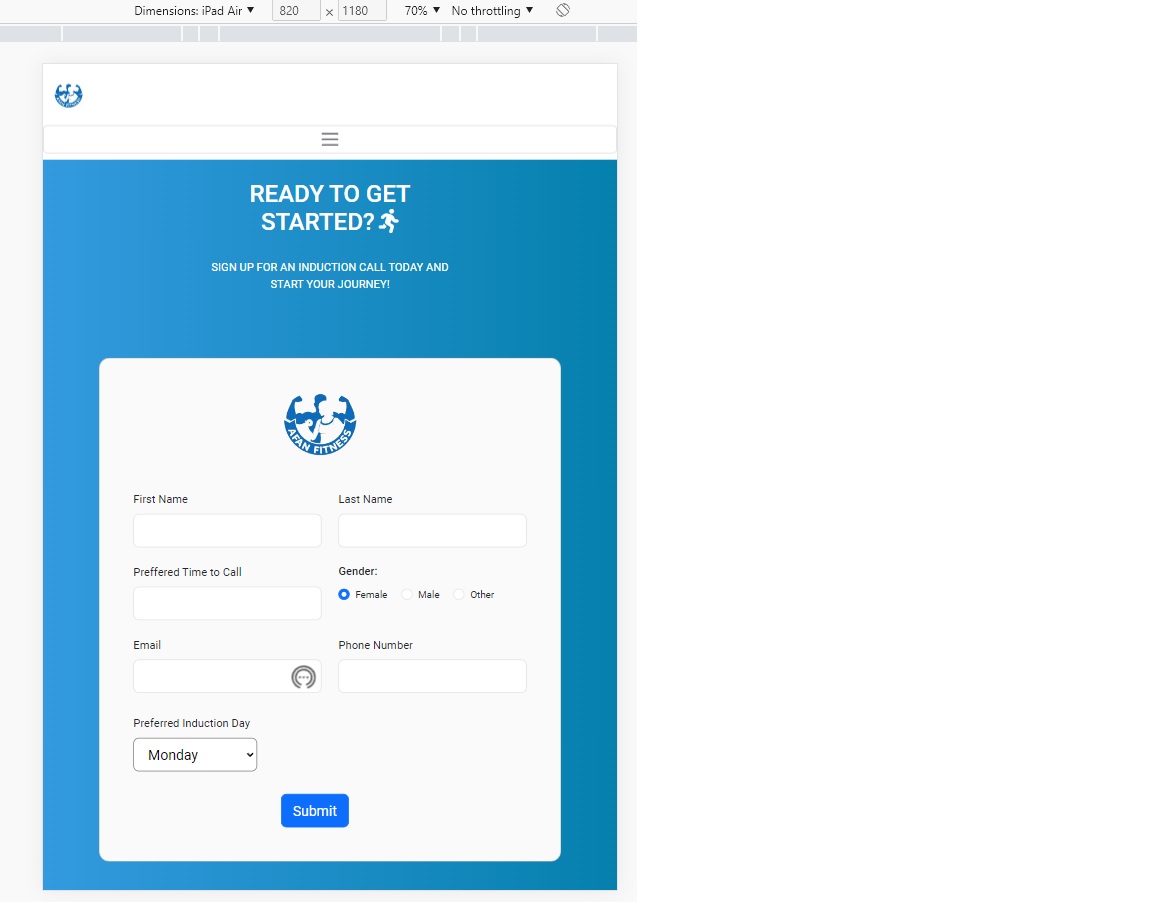 Dimensions: iPad Air ▼ 820 × 1180 70% ▼ No throttling ▼
READY TO GET
STARTED?
SIGN UP FOR AN INDUCTION CALL TODAY AND
START YOUR JOURNEY!
AFAN FITNESS
First Name Last Name
Preffered Time to Call Gender:
Female Male Other
Email Phone Number
Preferred Induction Day
Monday
Submit